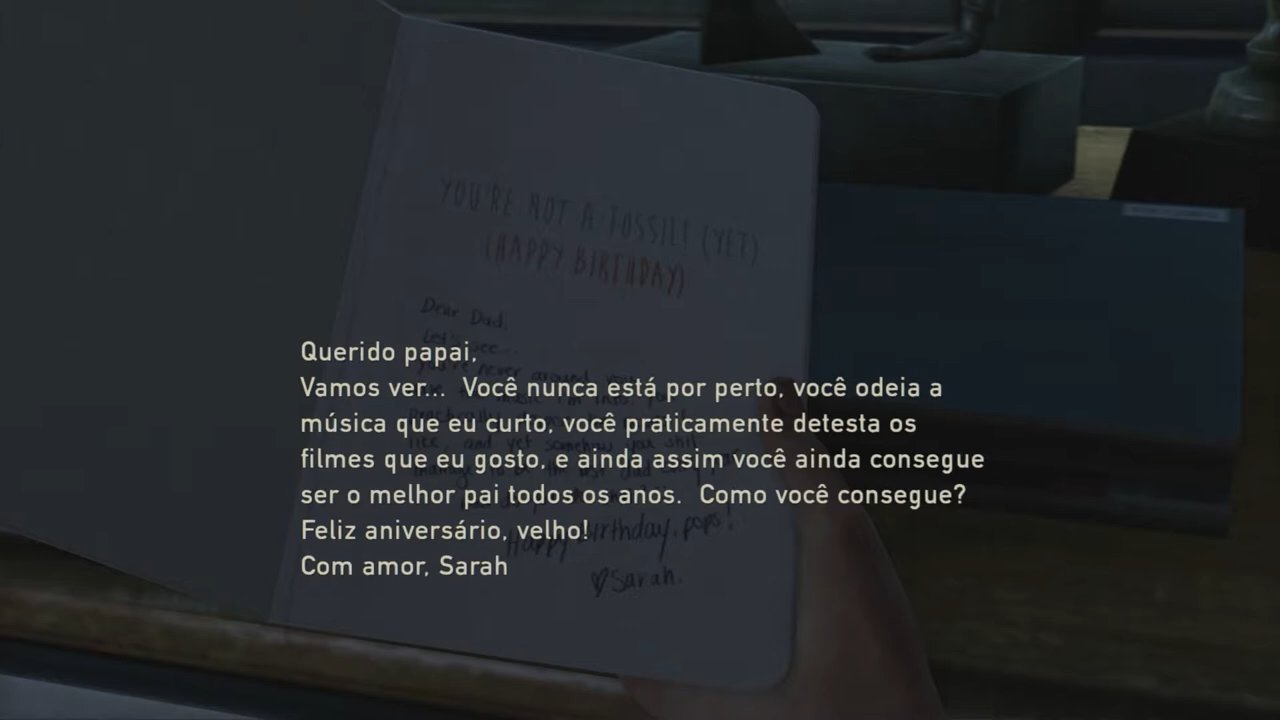 YOU'RE NOT A FOSSIL! (YET)
(HAPPY BIRTHDAY)
Dear Dad,
Let's see...
Querido papai,
Vamos ver... Você nunca está por perto, você odeia a
música que eu curto, você praticamente detesta os
filmes que eu gosto, e ainda assim você ainda consegue
ser o melhor pai todos os anos. Como você consegue?
Feliz aniversário, velho!
Com amor, Sarah
Happy Birthday, pops!
Sarah.